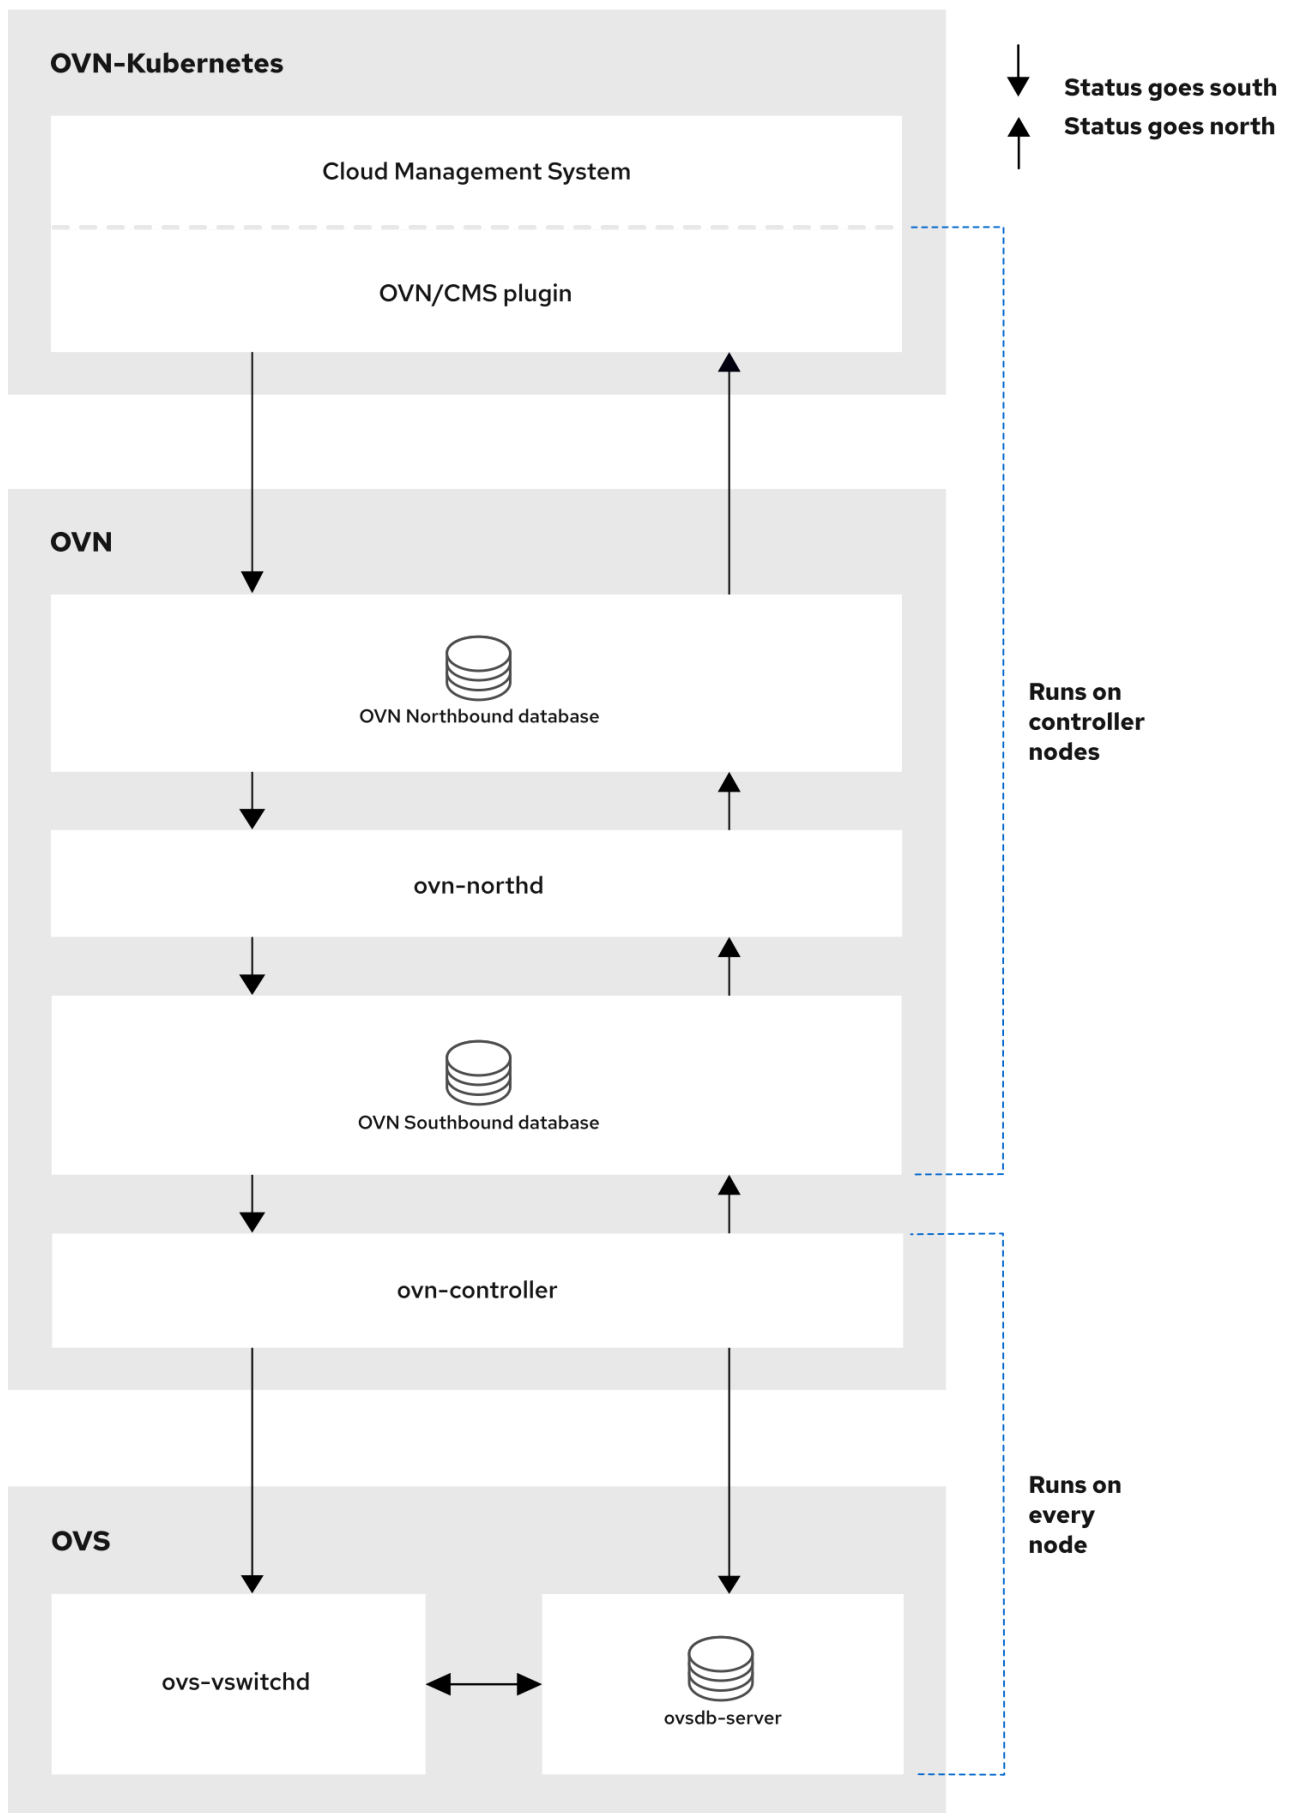 OVN-Kubernetes
Status goes south
Status goes north
Cloud Management System
OVN/CMS plugin
OVN
OVN Northbound database
Runs on
controller
nodes
ovn-northd
OVN Southbound database
ovn-controller
Runs on
every
node
OVS
ovs-vswitchd
ovsdb-server